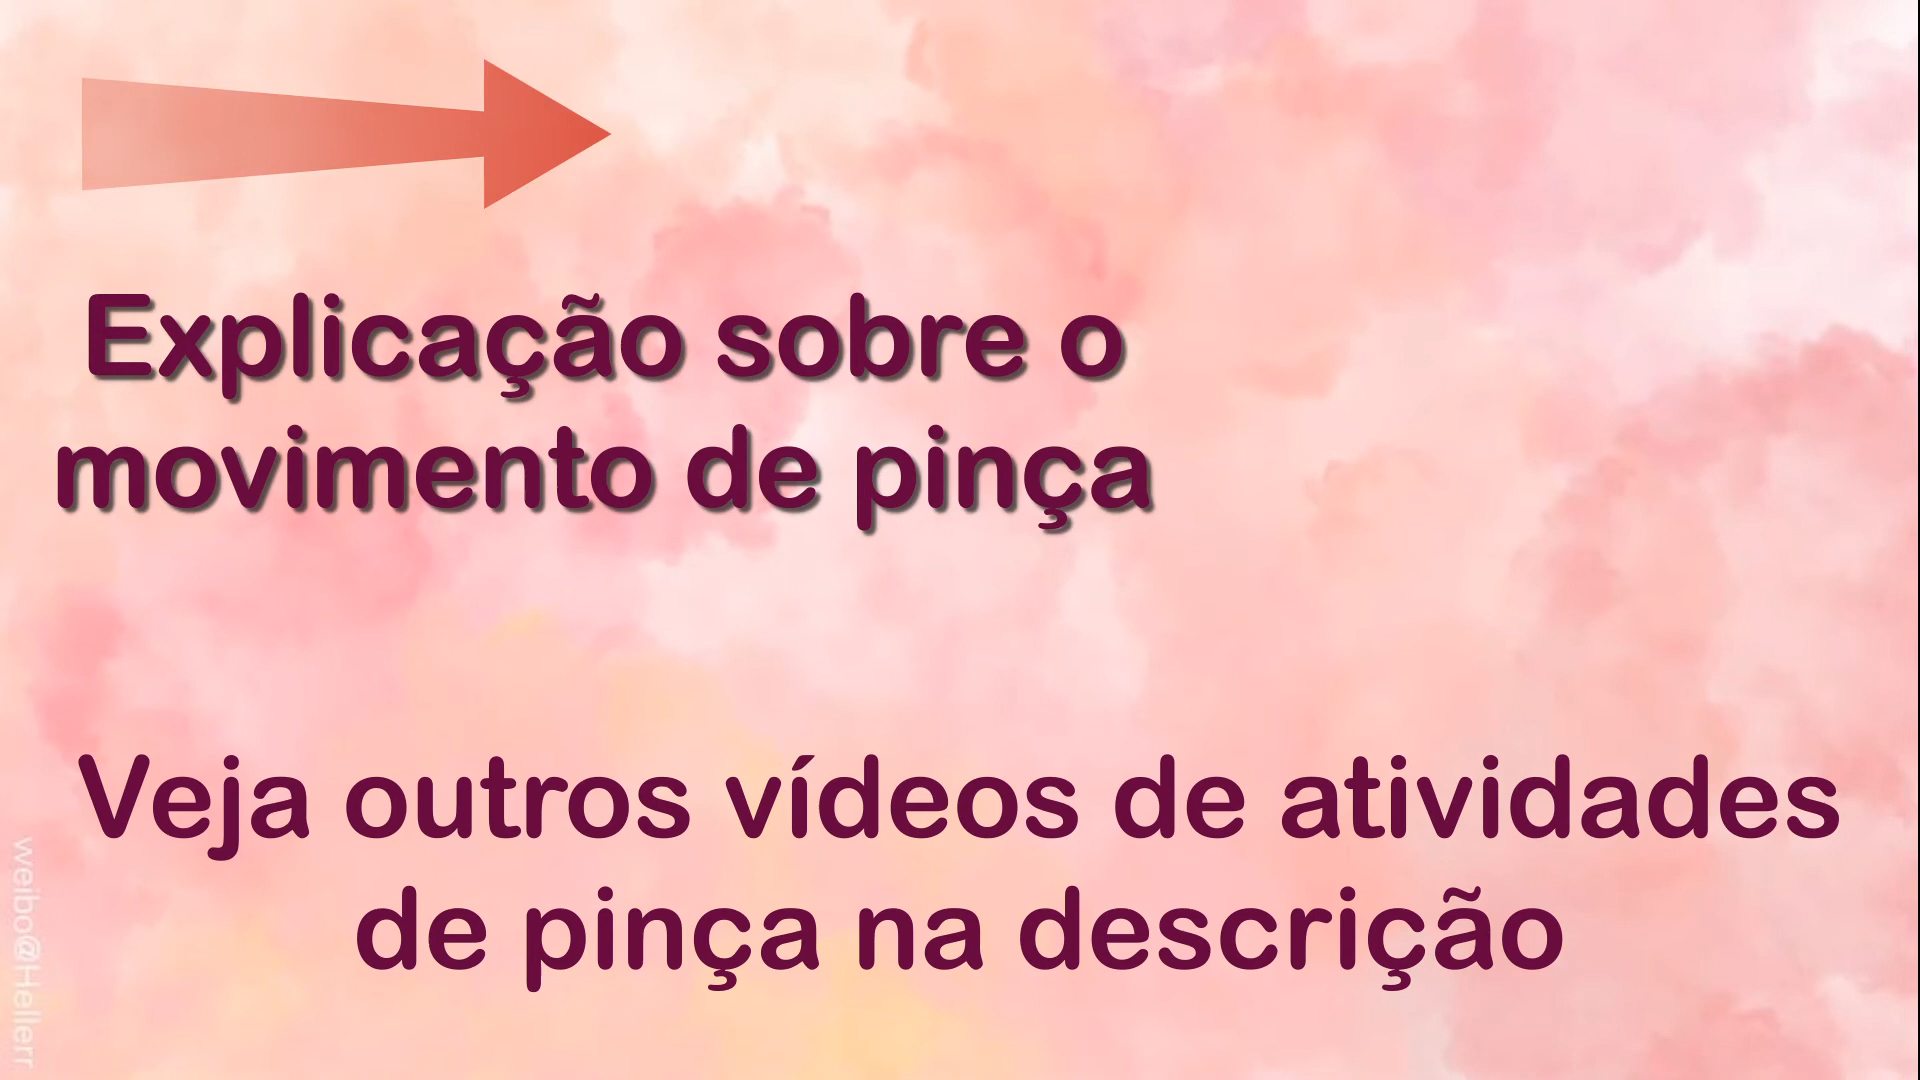 Explicação sobre o
movimento de pinça
Veja outros vídeos de atividades
de pinça na descrição
weibo@Hellerr